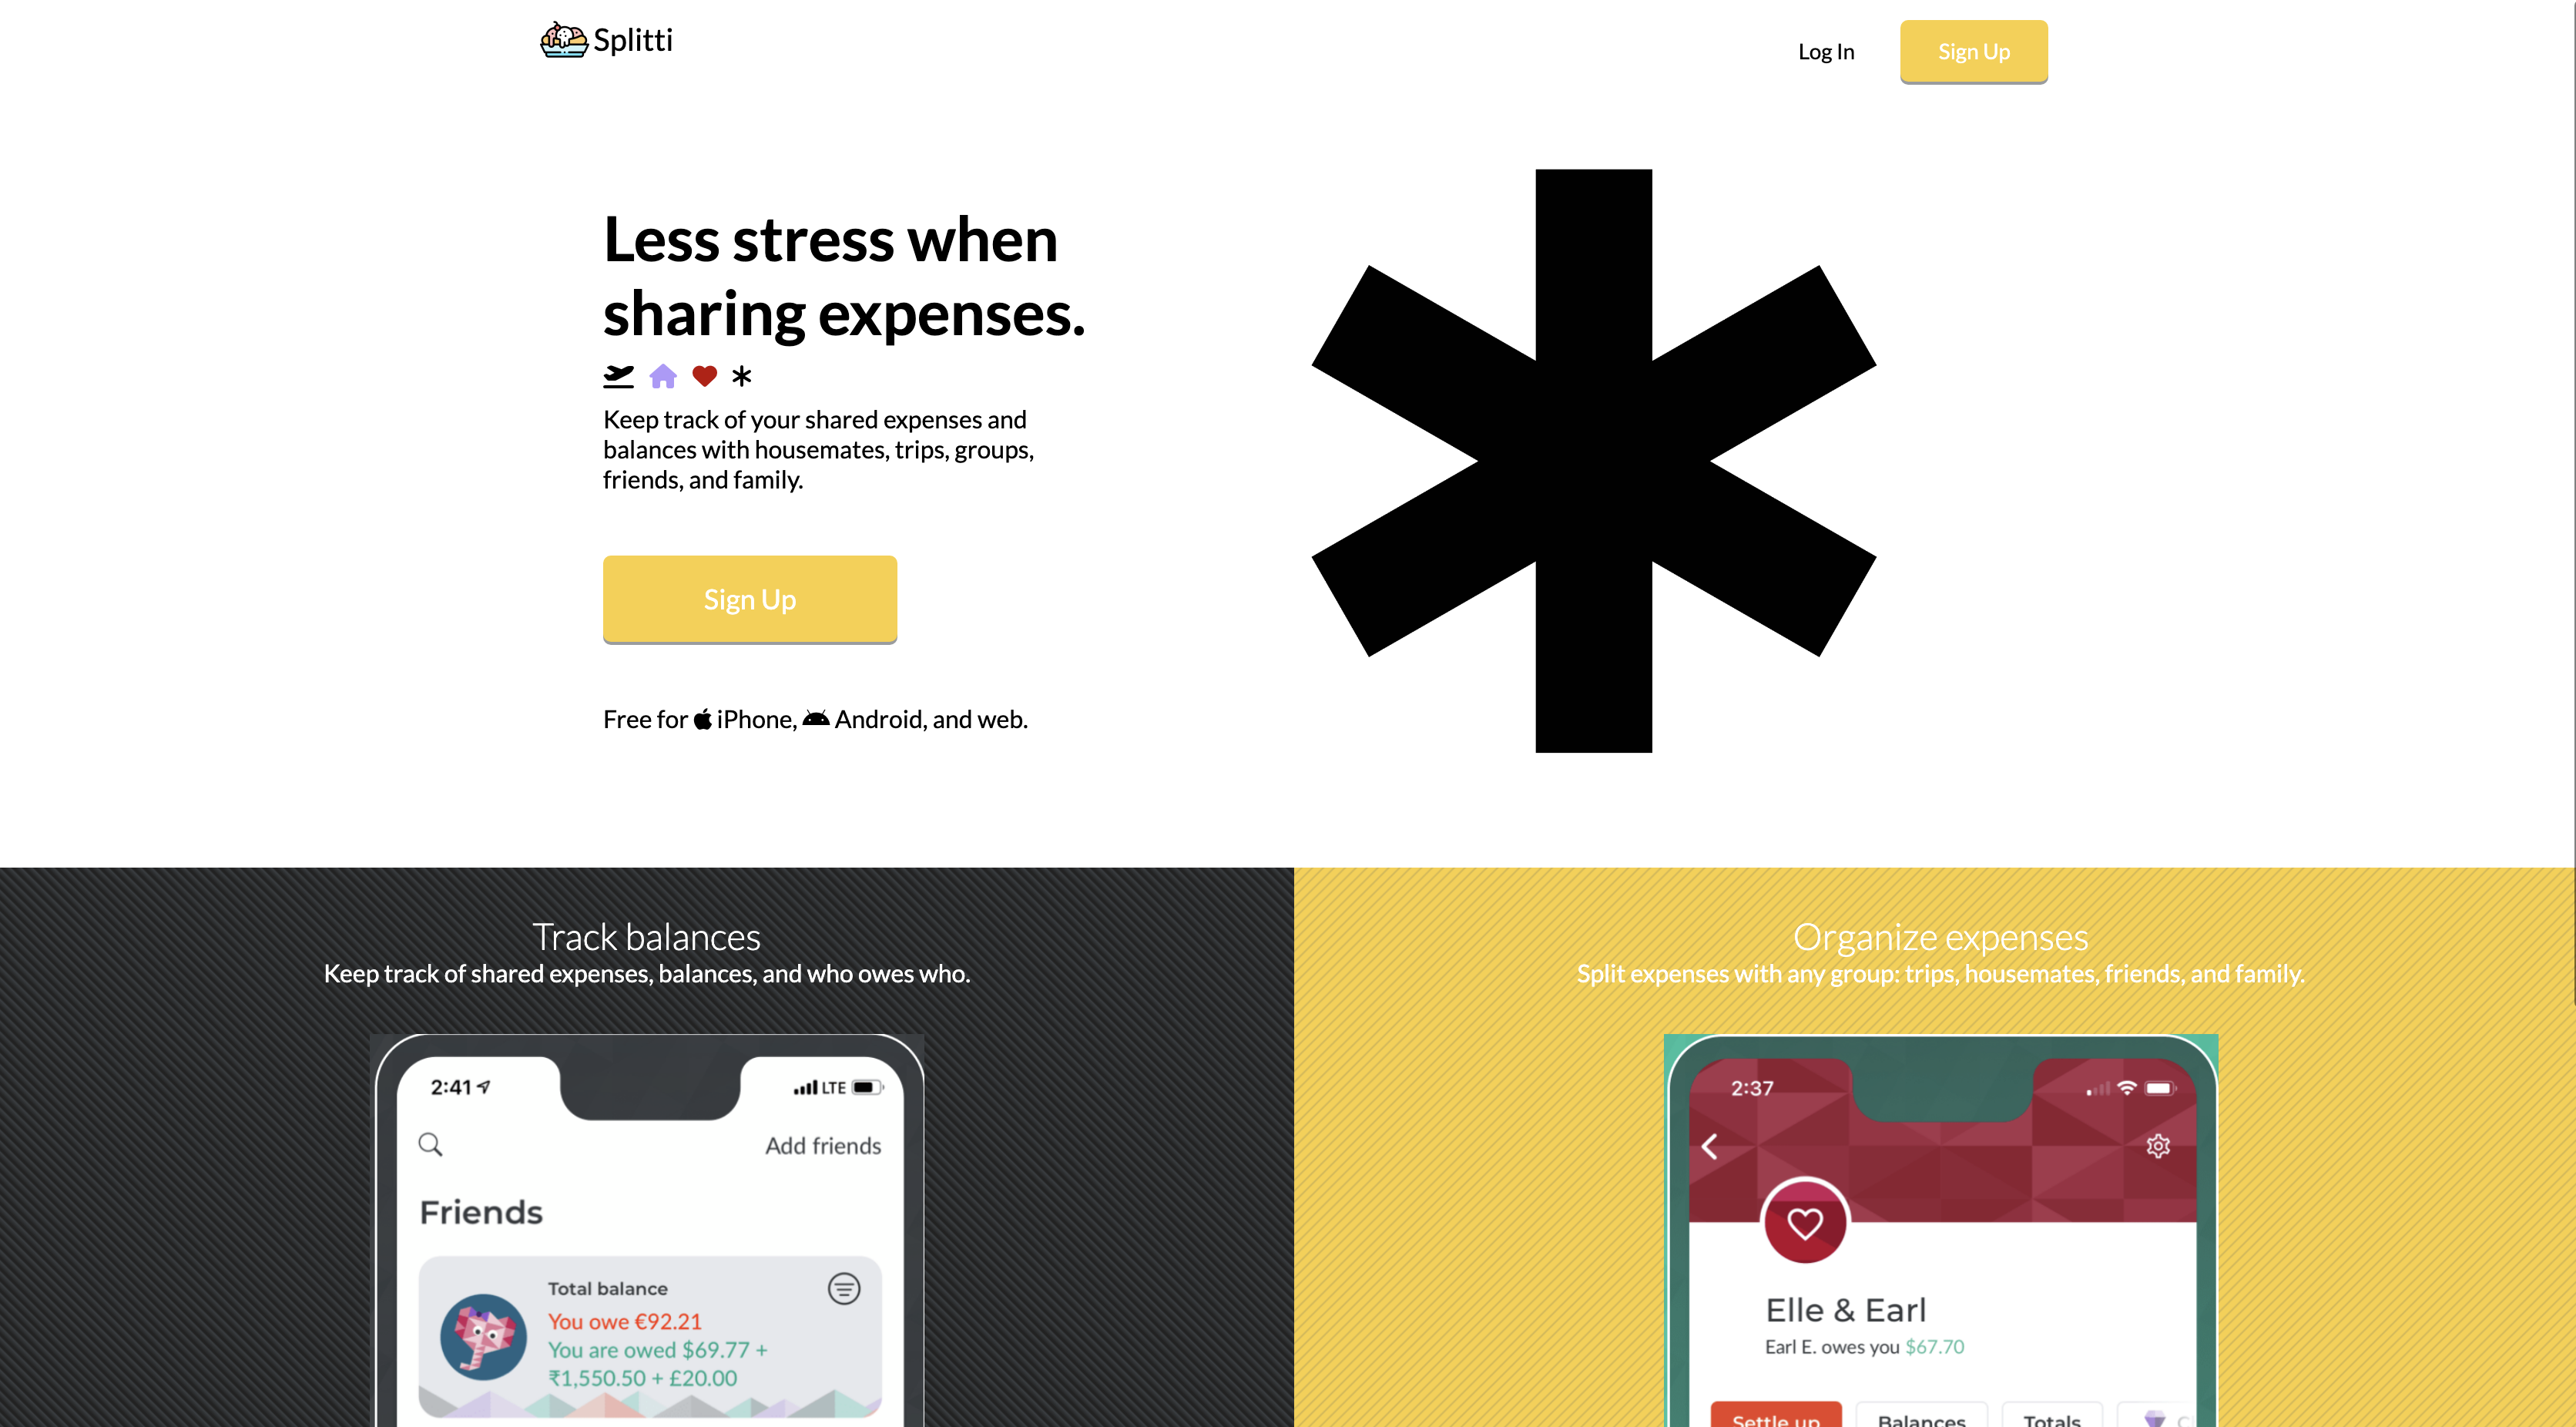 Splitti
Log In
Sign Up
Less stress when
sharing expenses.
Keep track of your shared expenses and
balances with housemates, trips, groups,
friends, and family.
Sign Up
Free for iPhone, Android, and web.
Track balances
Keep track of shared expenses, balances, and who owes who.
2:41
LTE
Add friends
Friends
Total balance
You owe €92.21
You are owed $69.77 +
₹1,550.50 + £20.00
Organize expenses
Split expenses with any group: trips, housemates, friends, and family.
2:37
Elle & Earl
Earl E. owes you $67.70
Settle up
Balances
Totals